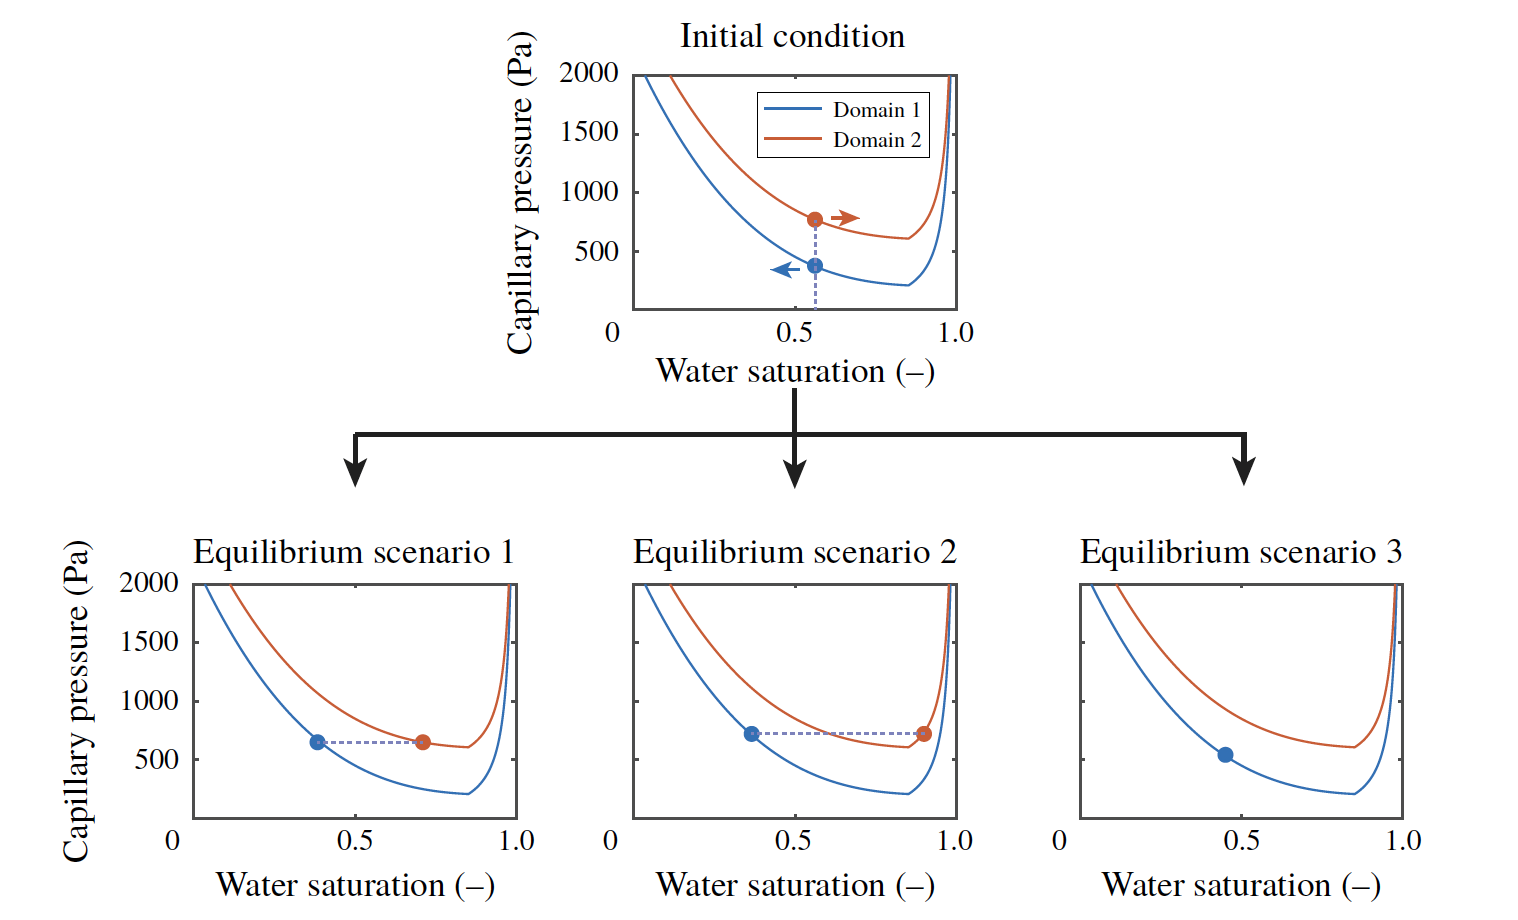 Initial condition
Capillary pressure (Pa)
2000
1500
1000
500
Domain 1
Domain 2
0
0.5
1.0
Water saturation (–)
Equilibrium scenario 1
Equilibrium scenario 2
Equilibrium scenario 3
Capillary pressure (Pa)
2000
1500
1000
500
0
0.5
1.0
0
0.5
1.0
0
0.5
1.0
Water saturation (–)
Water saturation (–)
Water saturation (–)